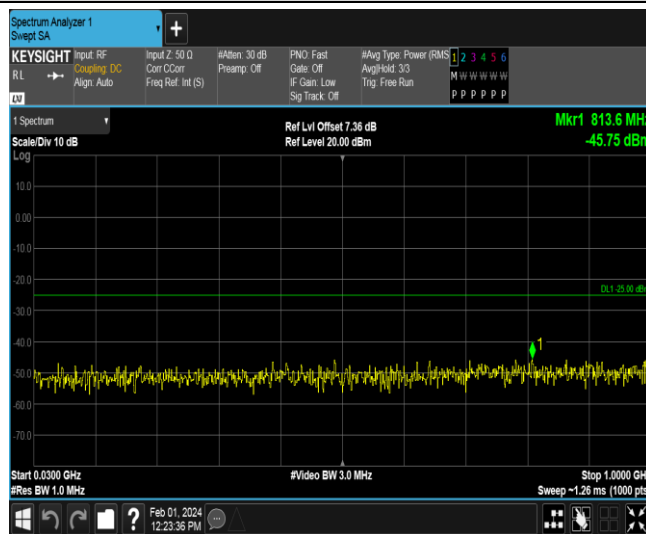 Spectrum Analyzer 1
Swept SA
+
KEYSIGHT Input: RF Input Z: 50 Ω #Atten: 30 dB PNO: Fast #Avg Type: Power (RMS 1 2 3 4 5 6
RL Coupling: DC Corr CCorr Preamp: Off Gate: Off Avg|Hold: 3/3 M W W W W W
Align: Auto Freq Ref: Int (S) IF Gain: Low Trig: Free Run
LXI Sig Track: Off P P P P P P
1 Spectrum Ref Lvl Offset 7.36 dB Mkr1 813.6 MHz
Scale/Div 10 dB Ref Level 20.00 dBm -45.75 dBm
Log
10.0
0.00
-10.0
-20.0
DL1 -25.00 dBm
-30.0
-40.0
1
-50.0
-60.0
-70.0
Start 0.0300 GHz #Video BW 3.0 MHz Stop 1.0000 GH
#Res BW 1.0 MHz Sweep ~1.26 ms (1000 pts
? Feb 01, 2024
12:23:36 PM